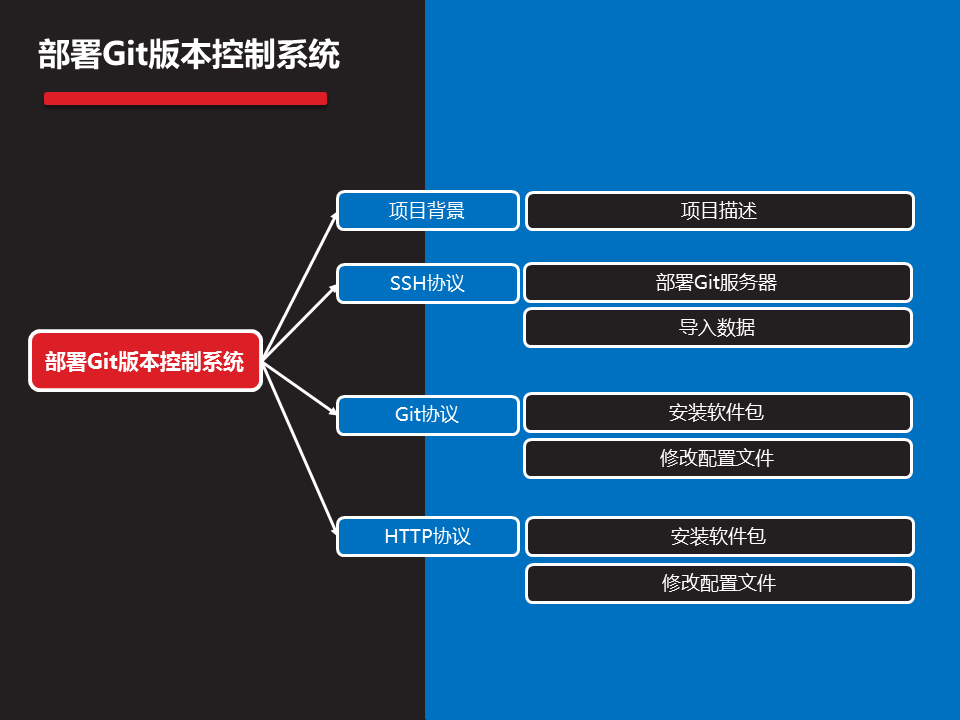 部署Git版本控制系统
部署Git版本控制系统
项目背景
项目描述
SSH协议
部署Git服务器
导入数据
Git协议
安装软件包
修改配置文件
HTTP协议
安装软件包
修改配置文件